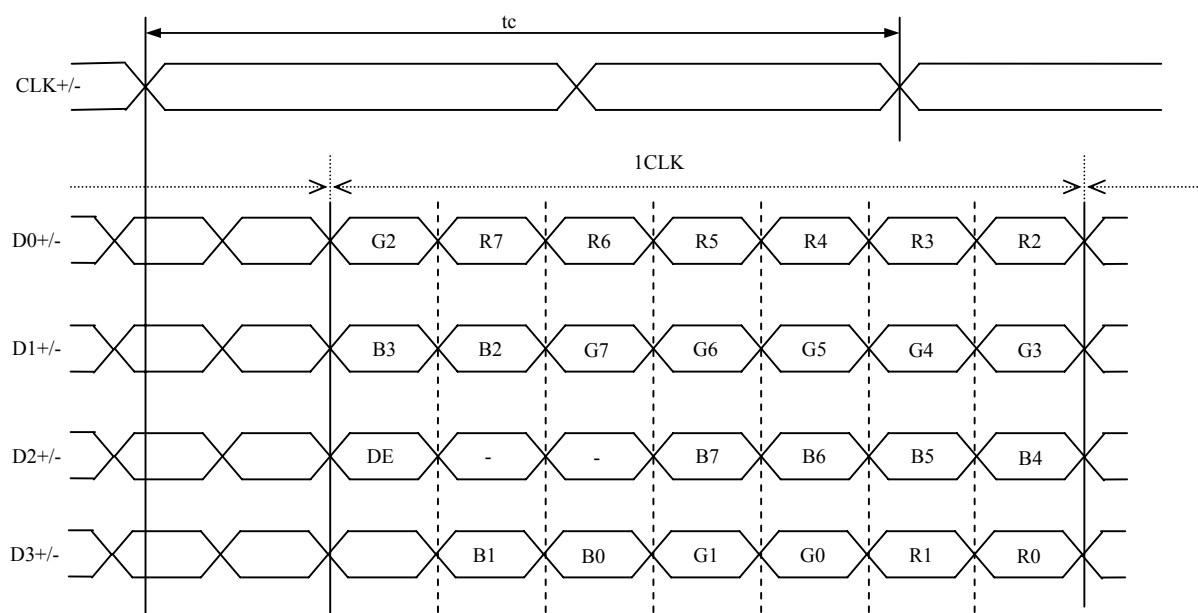 tc
CLK+/-
1CLK
D0+/- G2 R7 R6 R5 R4 R3 R2
D1+/- B3 B2 G7 G6 G5 G4 G3
D2+/- DE - - B7 B6 B5 B4
D3+/- B1 B0 G1 G0 R1 R0